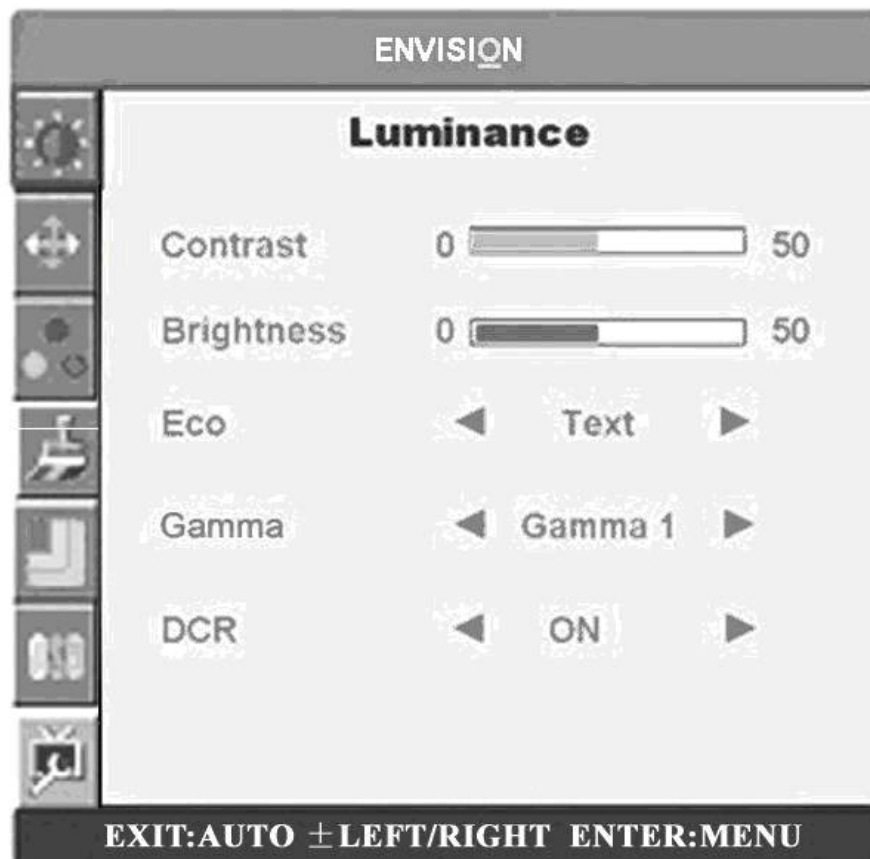 ENVISION
Luminance
Contrast 0 50
Brightness 0 50
Eco Text
Gamma Gamma 1
DCR ON
EXIT:AUTO ±LEFT/RIGHT ENTER:MENU